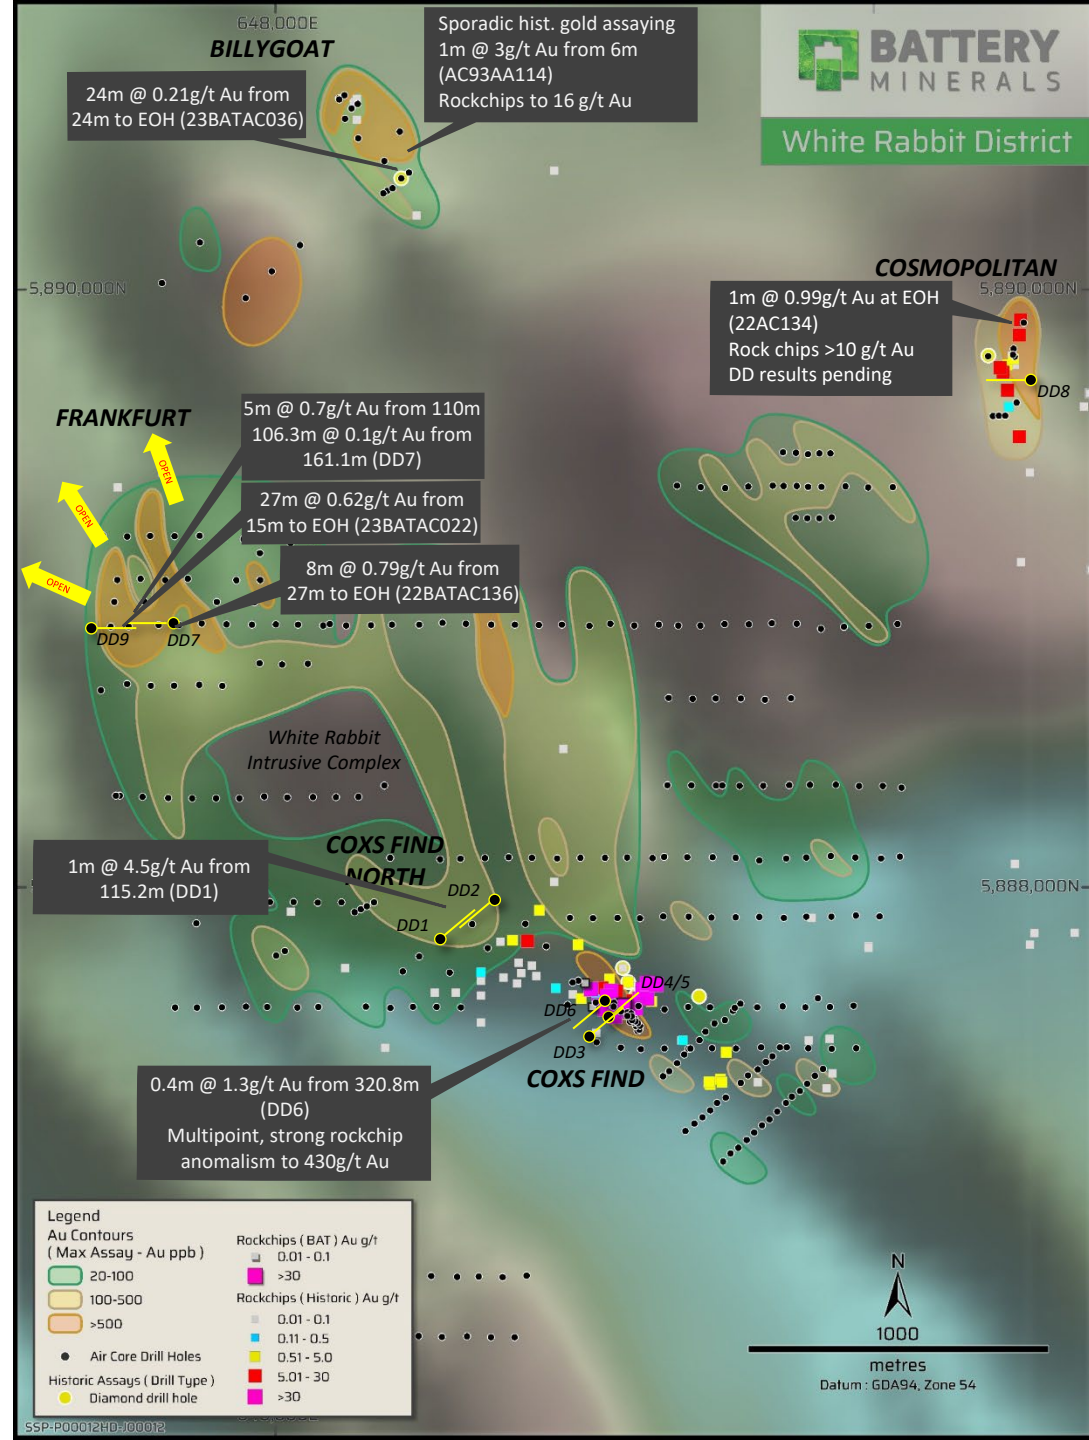 648,000E
BILLYGOAT
Sporadic hist. gold assaying
1m @ 3g/t Au from 6m
(AC93AA114)
Rockchips to 16 g/t Au
BATTERY
MINERALS
White Rabbit District
24m @ 0.21g/t Au from
24m to EOH (23BATAC036)
5,890,000N
COSMOPOLITAN
5,890,000N
1m @ 0.99g/t Au at EOH
(22AC134)
Rock chips >10 g/t Au
DD results pending
DD8
FRANKFURT
5m @ 0.7g/t Au from 110m
106.3m @ 0.1g/t Au from
161.1m (DD7)
OPEN
OPEN
OPEN
27m @ 0.62g/t Au from
15m to EOH (23BATAC022)
8m @ 0.79g/t Au from
27m to EOH (22BATAC136)
DD9
DD7
White Rabbit
Intrusive Complex
COXS FIND
NORTH
1m @ 4.5g/t Au from
115.2m (DD1)
DD2
DD1
5,888,000N
DD4/5
DD6
DD3
COXS FIND
0.4m @ 1.3g/t Au from 320.8m
(DD6)
Multipoint, strong rockchip
anomalism to 430g/t Au
Legend
Au Contours
( Max Assay - Au ppb )
20-100
100-500
>500
Air Core Drill Holes
Historic Assays ( Drill Type )
Diamond drill hole
Rockchips ( BAT ) Au g/t
0.01 - 0.1
>30
Rockchips ( Historic ) Au g/t
0.01 - 0.1
0.11 - 0.5
0.51 - 5.0
5.01 - 30
>30
N
1000
metres
Datum : GDA94, Zone 54
SSP-P00012HD-J00012